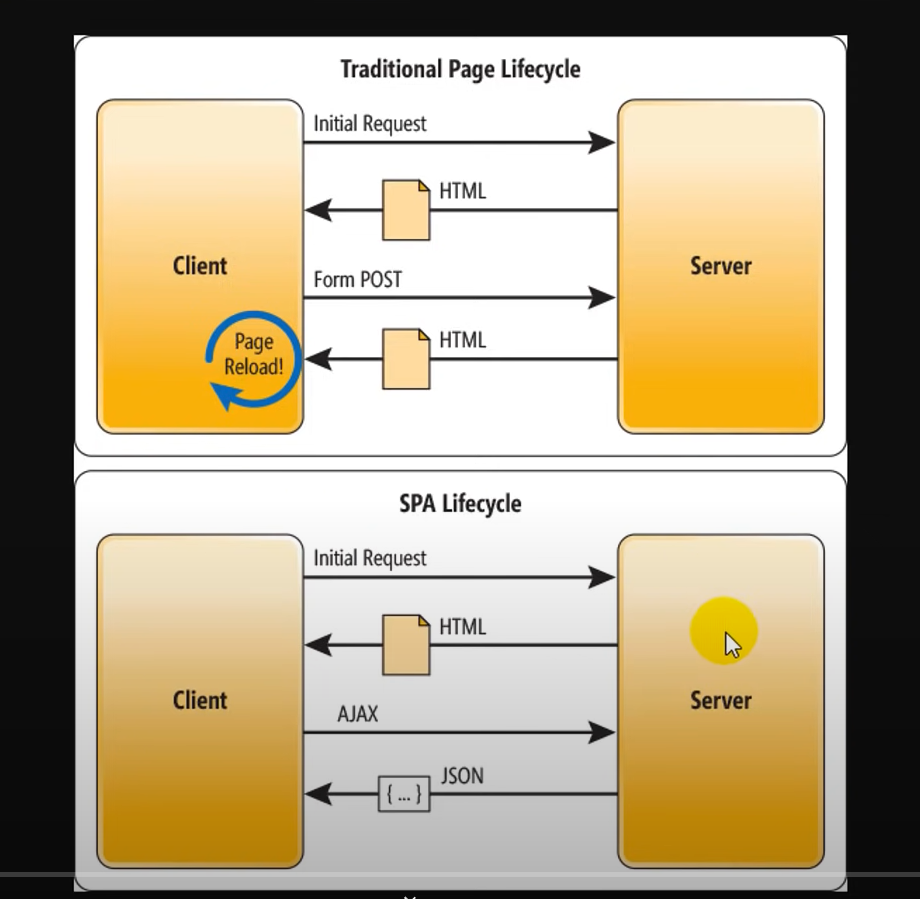 Traditional Page Lifecycle
Initial Request
HTML
Client
Server
Form POST
HTML
Page
Reload!
SPA Lifecycle
Initial Request
HTML
Client
Server
AJAX
JSON
{ ... }